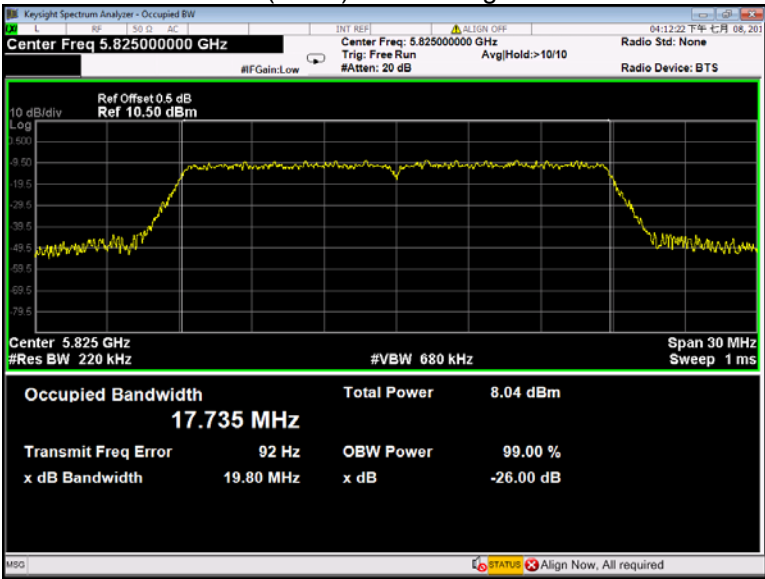 Keysight Spectrum Analyzer - Occupied BW
L RF 50 Ω AC INT REF ALIGN OFF 04:12:22 下午 七月 08, 201
Center Freq 5.825000000 GHz Center Freq: 5.825000000 GHz Radio Std: None
Trig: Free Run Avg|Hold:>10/10
#IFGain:Low #Atten: 20 dB Radio Device: BTS
Ref Offset 0.5 dB
10 dB/div Ref 10.50 dBm
Log
0.500
-9.50
-19.5
-29.5
-39.5
-49.5
-59.5
-69.5
-79.5
Center 5.825 GHz Span 30 MHz
#Res BW 220 kHz #VBW 680 kHz Sweep 1 ms
Occupied Bandwidth Total Power 8.04 dBm
17.735 MHz
Transmit Freq Error 92 Hz OBW Power 99.00 %
x dB Bandwidth 19.80 MHz x dB -26.00 dB
MSG STATUS Align Now, All required